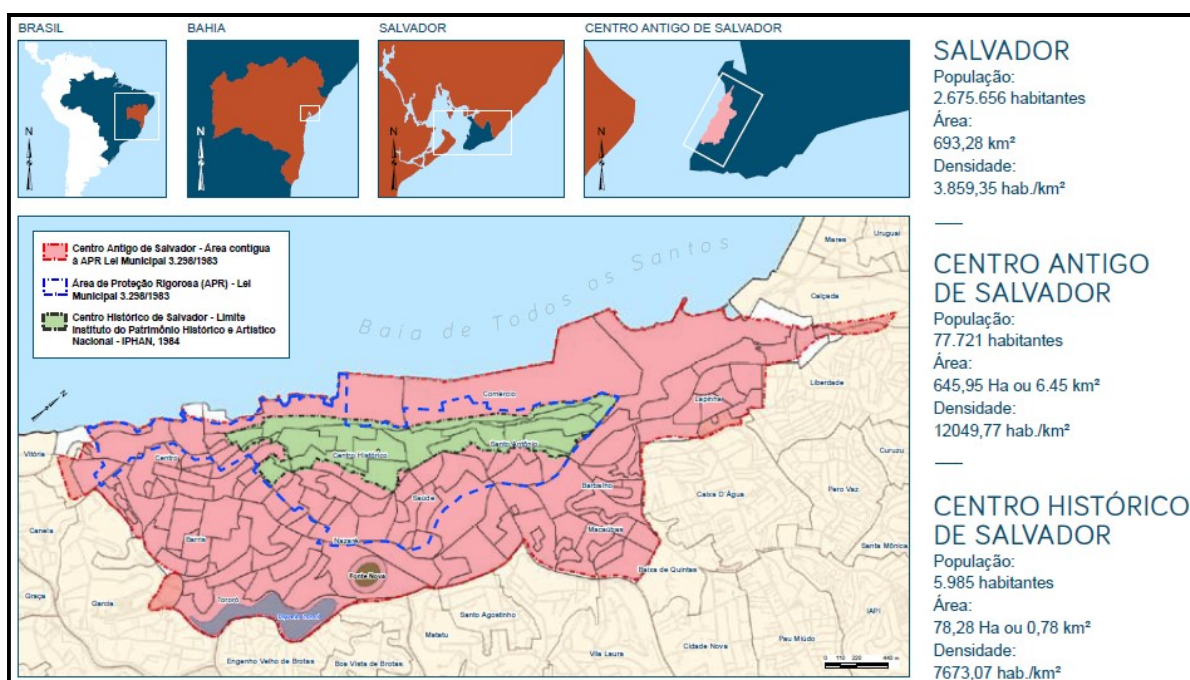 BRASIL
BAHIA
SALVADOR
CENTRO ANTIGO DE SALVADOR
N
N
N
N
SALVADOR
População:
2.675.656 habitantes
Área:
693,28 km²
Densidade:
3.859,35 hab./km²
CENTRO ANTIGO
DE SALVADOR
População:
77.721 habitantes
Área:
645,95 Ha ou 6.45 km²
Densidade:
12049,77 hab./km²
CENTRO HISTÓRICO
DE SALVADOR
População:
5.985 habitantes
Área:
78,28 Ha ou 0,78 km²
Densidade:
7673,07 hab./km²
Centro Antigo de Salvador - Área contígua
à APR Lei Municipal 3.298/1983
Área de Proteção Rigorosa (APR) - Lei
Municipal 3.298/1983
Centro Histórico de Salvador - Limite
Instituto do Patrimônio Histórico e Artístico
Nacional - IPHAN, 1984
Baía de Todos os Santos
Uruguai
Mares
Calçada
Liberdade
Lapinha
Comércio
Santo Antônio
Centro Histórico
Centro
Vitória
Curuzu
Saúde
Barbalho
Caixa D'Água
Pero Vaz
Macaúbas
Canela
Barris
Nazaré
Santa Mônica
Baixa de Quintas
Fonte Nova
Graça
Garcia
Tororó
Santo Agostinho
IAPI
Matatu
Cidade Nova
Pau Miúdo
Vila Laura
Engenho Velho de Brotas
Boa Vista de Brotas
0 110 220 440 m